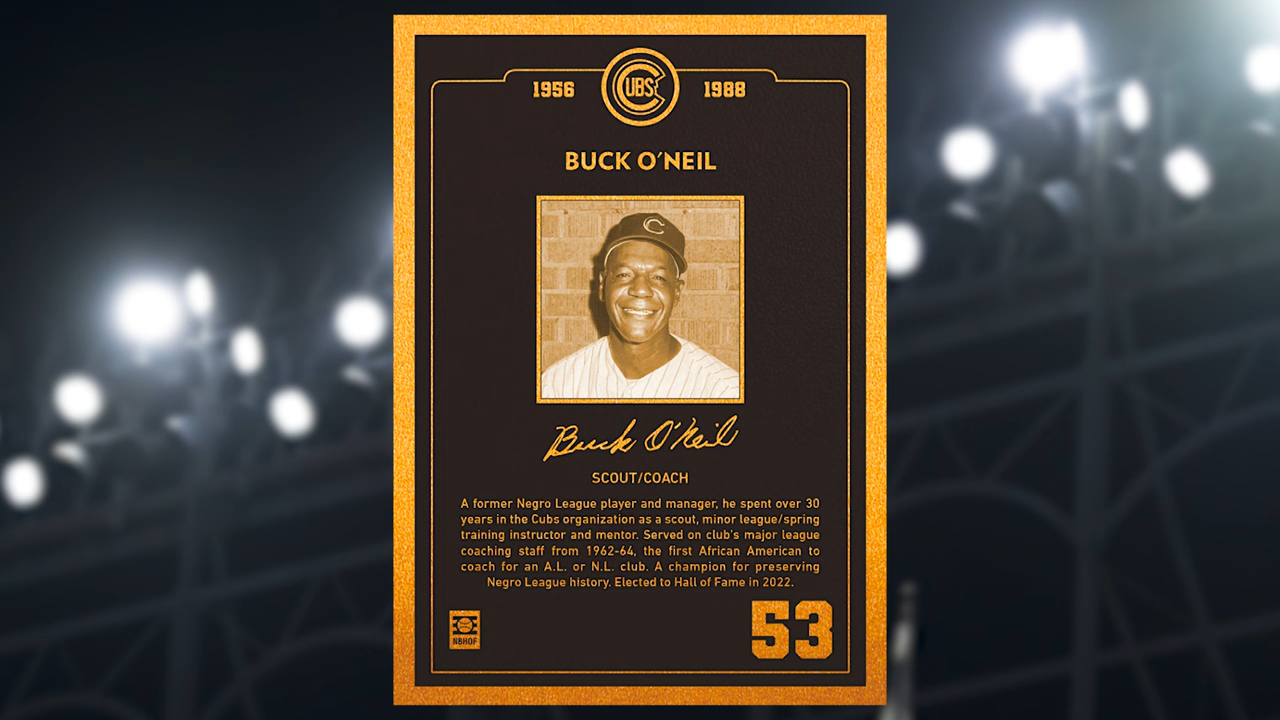 1956 CUBS 1988
BUCK O'NEIL
C
Buck O'Neil
SCOUT/COACH
A former Negro League player and manager, he spent over 30
years in the Cubs organization as a scout, minor league/spring
training instructor and mentor. Served on club's major league
coaching staff from 1962-64, the first African American to
coach for an A.L. or N.L. club. A champion for preserving
Negro League history. Elected to Hall of Fame in 2022.
NBHOF
53